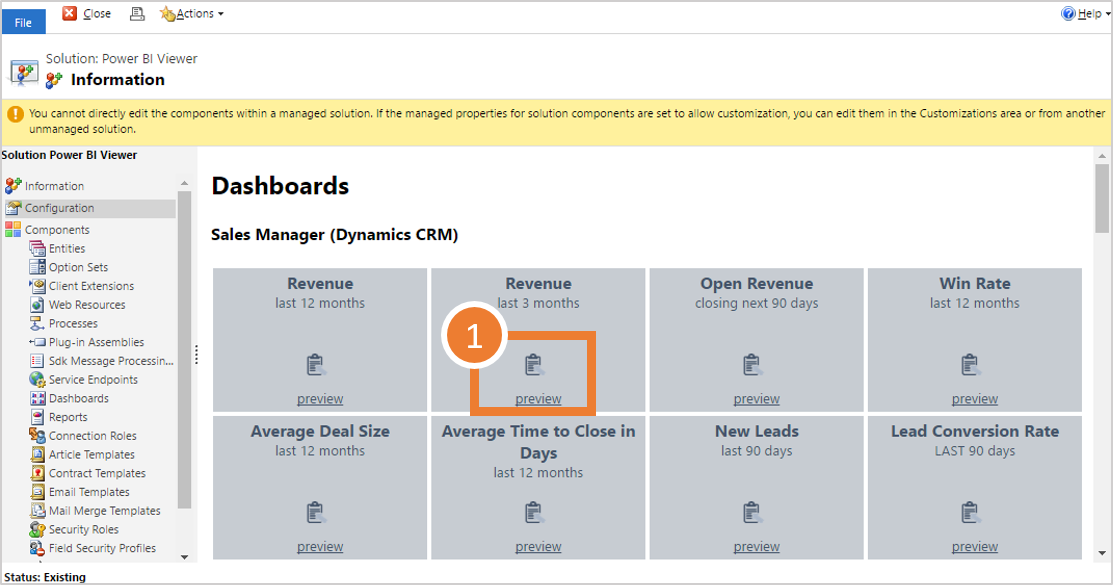 File
Close
Actions
Help
Solution: Power BI Viewer
Information
You cannot directly edit the components within a managed solution. If the managed properties for solution components are set to allow customization, you can edit them in the Customizations area or from another
unmanaged solution.
Solution Power BI Viewer
Information
Configuration
Components
Entities
Option Sets
Client Extensions
Web Resources
Processes
Plug-in Assemblies
Sdk Message Processin...
Service Endpoints
Dashboards
Reports
Connection Roles
Article Templates
Contract Templates
Email Templates
Mail Merge Templates
Security Roles
Field Security Profiles
Dashboards
Sales Manager (Dynamics CRM)
Revenue
last 12 months
preview
Revenue
last 3 months
1
preview
Open Revenue
closing next 90 days
preview
Win Rate
last 12 months
preview
Average Deal Size
last 12 months
preview
Average Time to Close in
Days
last 12 months
preview
New Leads
last 90 days
preview
Lead Conversion Rate
LAST 90 days
preview
Status: Existing